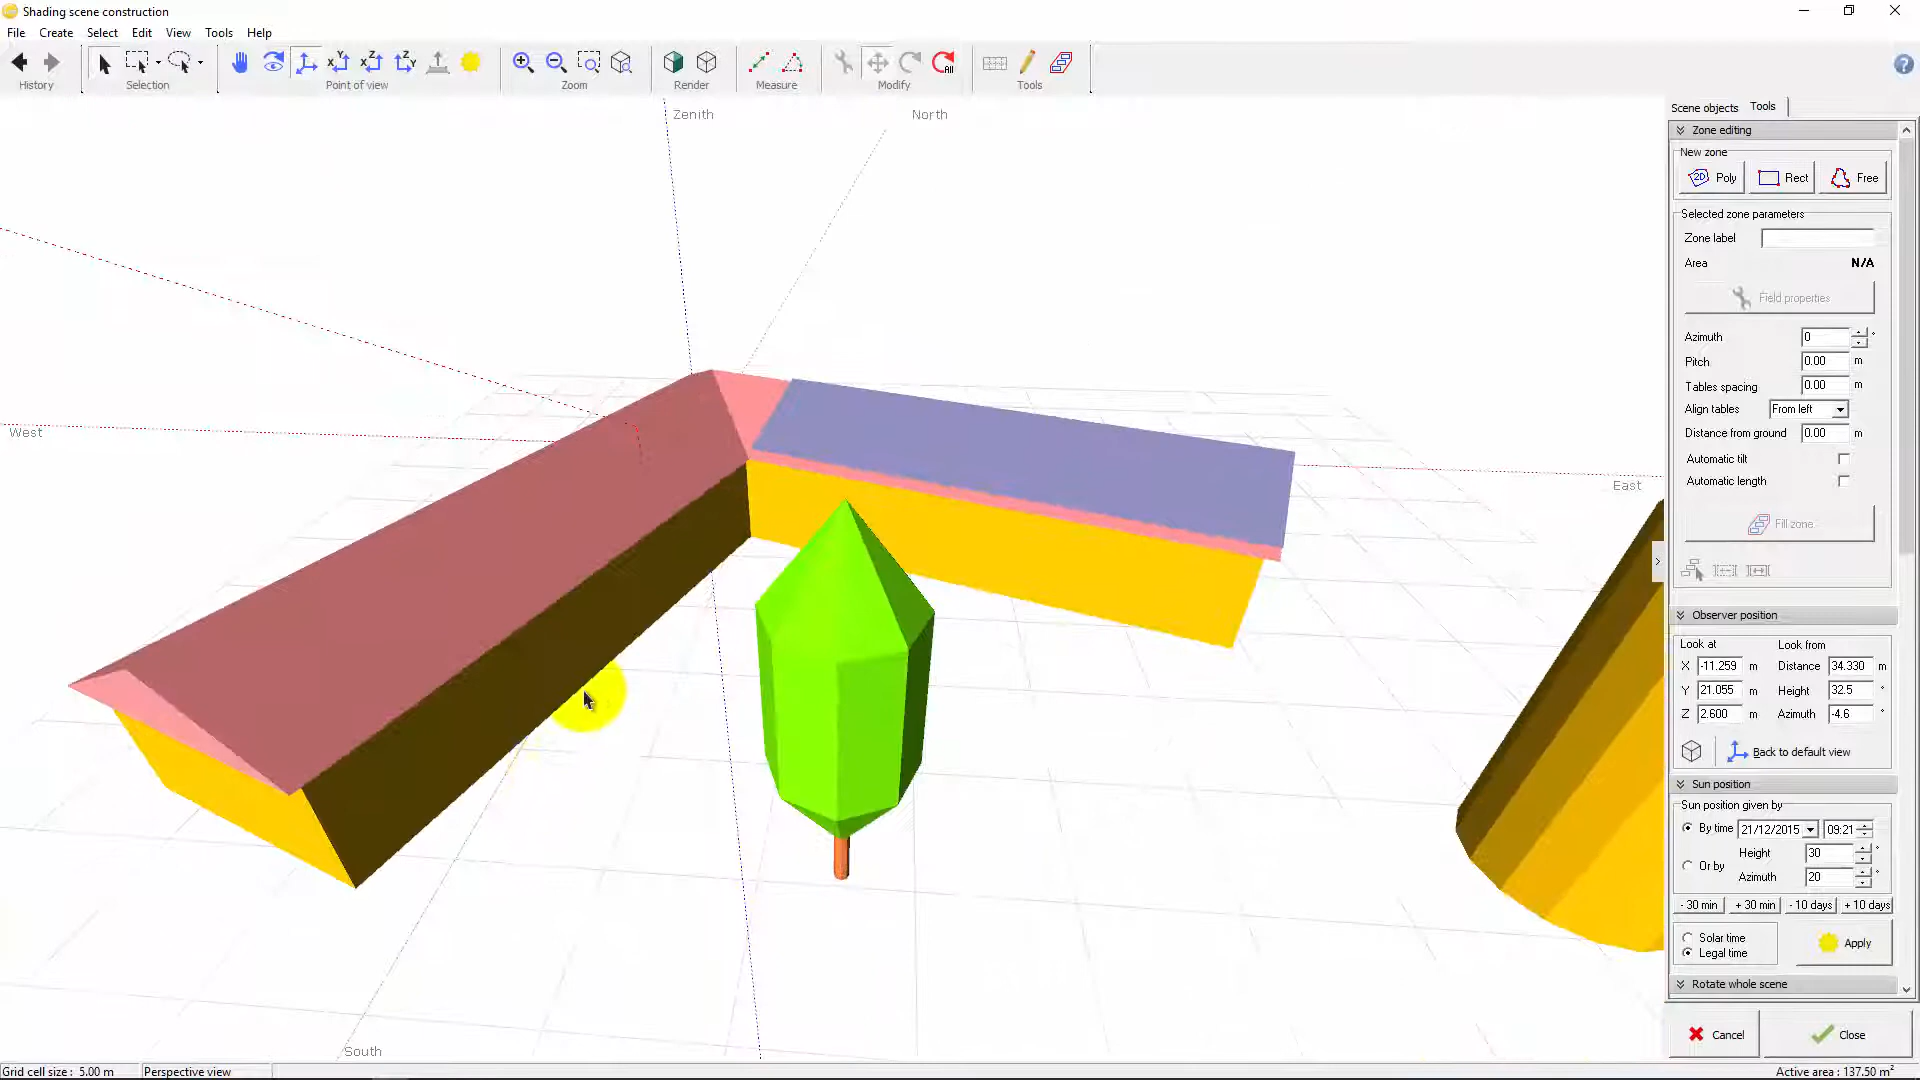 Shading scene construction
File Create Select Edit View Tools Help
History Selection Point of view Zoom Render Measure Modify Tools
All
Zenith
North
West
East
South
Scene objects Tools
Zone editing
New zone
2D Poly Rect Free
Selected zone parameters
Zone label
Area N/A
Field properties
Azimuth 0 °
Pitch 0.00 m
Tables spacing 0.00 m
Align tables From left
Distance from ground 0.00 m
Automatic tilt
Automatic length
Fill zone
Observer position
Look at Look from
X -11.259 m Distance 34.330 m
Y 21.055 m Height 32.5 °
Z 2.600 m Azimuth -4.6 °
Back to default view
Sun position
Sun position given by
By time 21/12/2015 09:21
Or by Height 30 °
Azimuth 20 °
- 30 min + 30 min - 10 days + 10 days
Solar time
Legal time
Apply
Rotate whole scene
Cancel Close
Grid cell size : 5.00 m Perspective view Active area : 137.50 m²